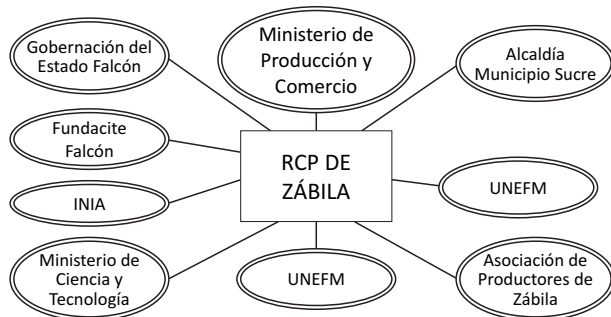 Gobernación del
Estado Falcón
Ministerio de
Producción y
Comercio
Alcaldía
Municipio Sucre
Fundacite
Falcón
RCP DE
ZÁBILA
INIA
UNEFM
Ministerio de
Ciencia y
Tecnología
UNEFM
Asociación de
Productores de
Zábila